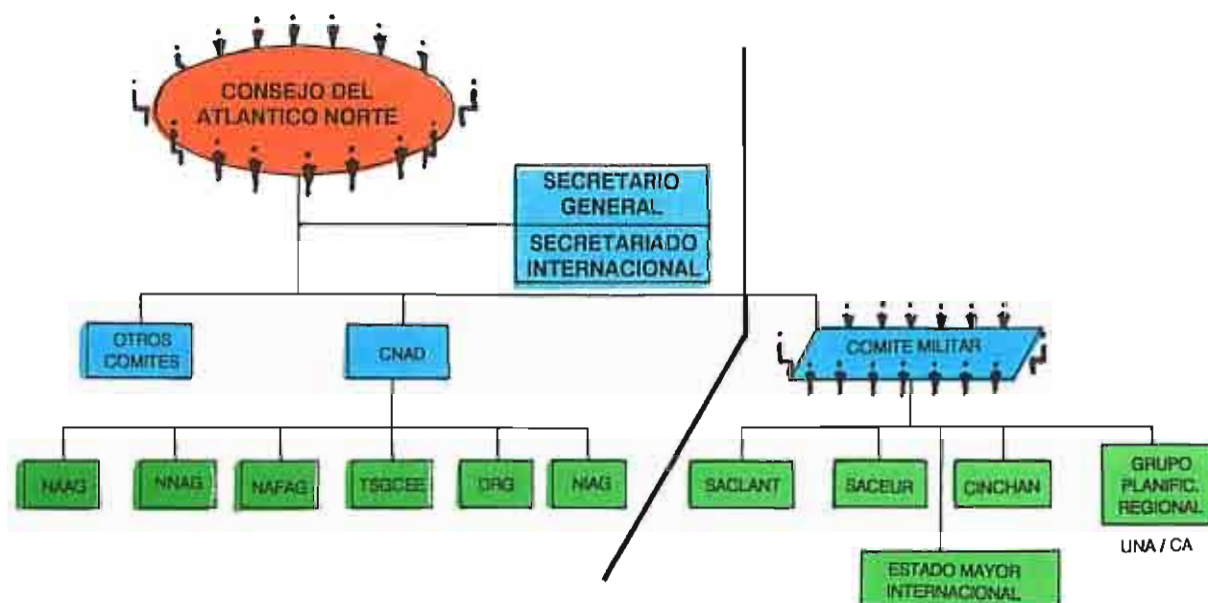 CONSEJO DEL
ATLANTICO NORTE
SECRETARIO
GENERAL
SECRETARIADO
INTERNACIONAL
OTROS
COMITES
CNAD
COMITE MILITAR
NAAG
NNAG
NAFAG
TSGCEE
DRG
NIAG
SACLANT
SACEUR
CINCHAN
GRUPO
PLANIFIC.
REGIONAL
UNA / CA
ESTADO MAYOR
INTERNACIONAL